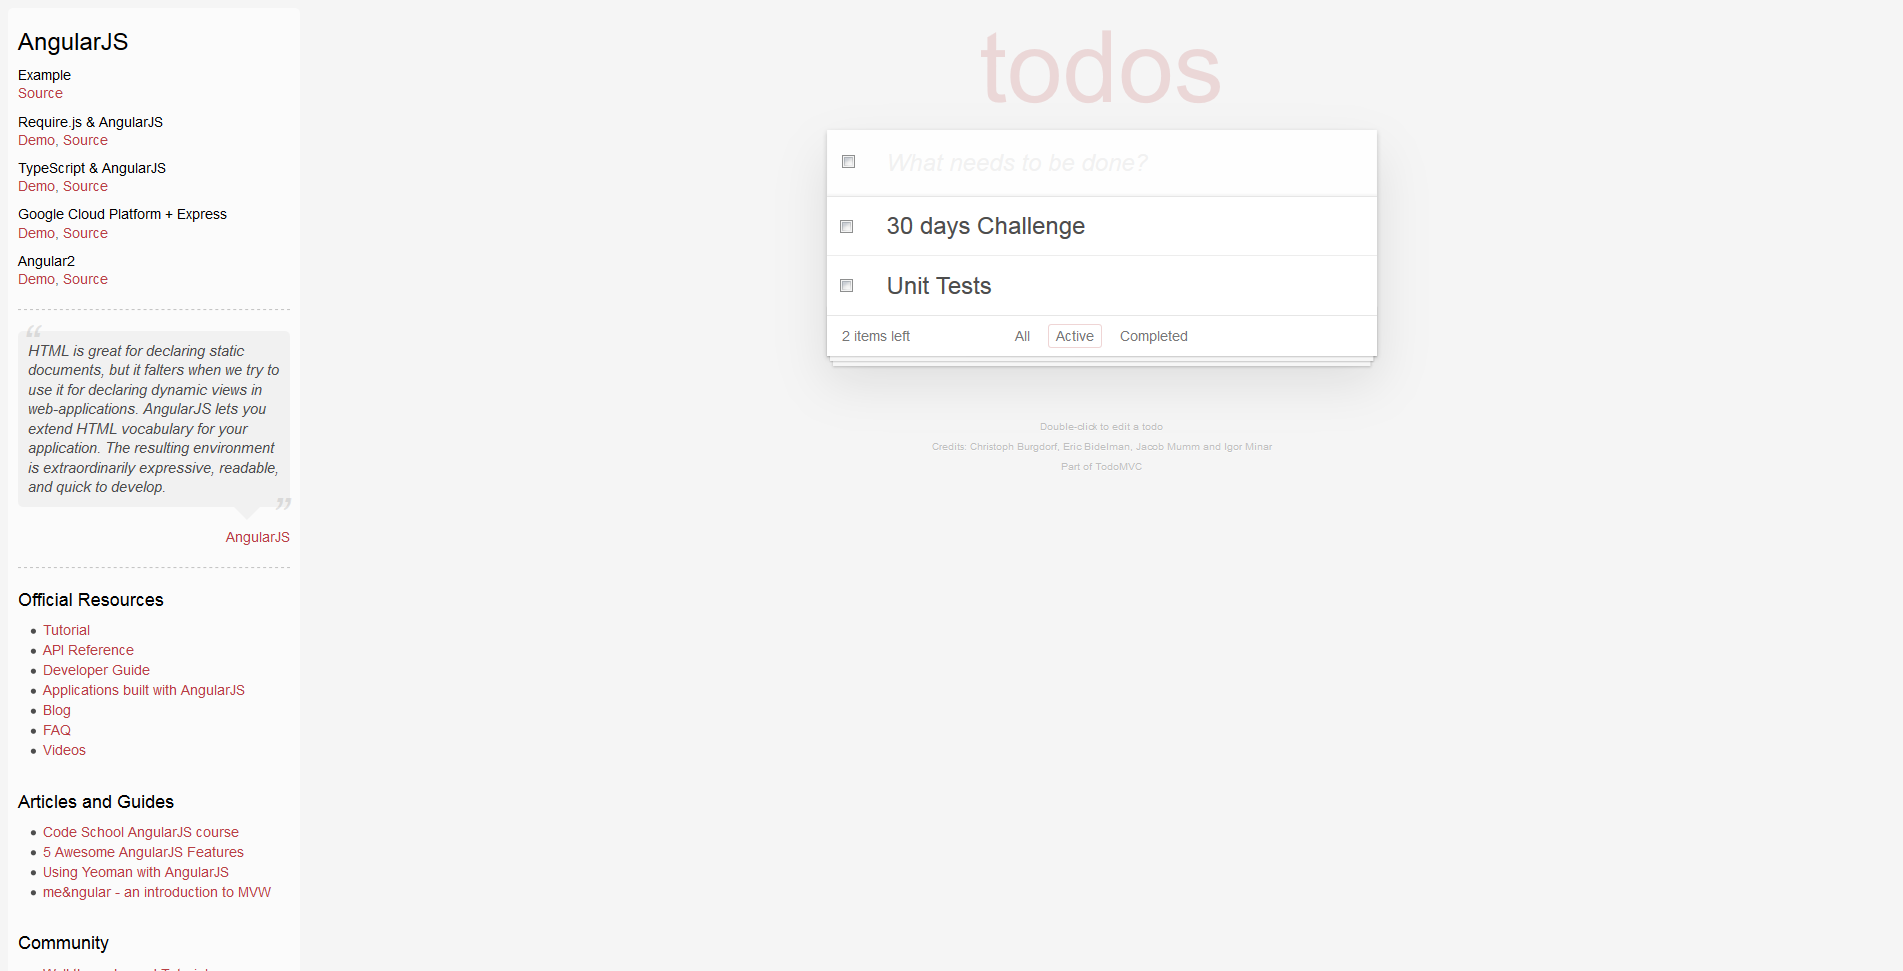 AngularJS
Example
Source
Require.js & AngularJS
Demo, Source
TypeScript & AngularJS
Demo, Source
Google Cloud Platform + Express
Demo, Source
Angular2
Demo, Source
“
HTML is great for declaring static
documents, but it falters when we try to
use it for declaring dynamic views in
web-applications. AngularJS lets you
extend HTML vocabulary for your
application. The resulting environment
is extraordinarily expressive, readable,
and quick to develop.
”
AngularJS
Official Resources
Tutorial
API Reference
Developer Guide
Applications built with AngularJS
Blog
FAQ
Videos
Articles and Guides
Code School AngularJS course
5 Awesome AngularJS Features
Using Yeoman with AngularJS
me&ngular - an introduction to MVW
Community
todos
What needs to be done?
30 days Challenge
Unit Tests
2 items left All Active Completed
Double-click to edit a todo
Credits: Christoph Burgdorf, Eric Bidelman, Jacob Mumm and Igor Minar
Part of TodoMVC